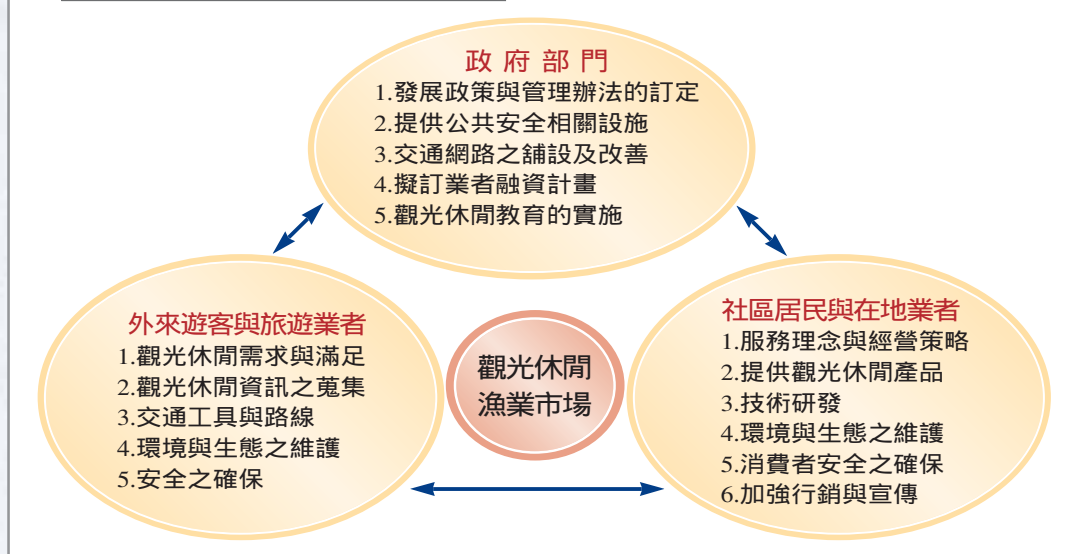 政府部門
1.發展政策與管理辦法的訂定
2.提供公共安全相關設施
3.交通網路之舖設及改善
4.擬訂業者融資計畫
5.觀光休閒教育的實施
外來遊客與旅遊業者
1.觀光休閒需求與滿足
2.觀光休閒資訊之蒐集
3.交通工具與路線
4.環境與生態之維護
5.安全之確保
觀光休閒
漁業市場
社區居民與在地業者
1.服務理念與經營策略
2.提供觀光休閒產品
3.技術研發
4.環境與生態之維護
5.消費者安全之確保
6.加強行銷與宣傳